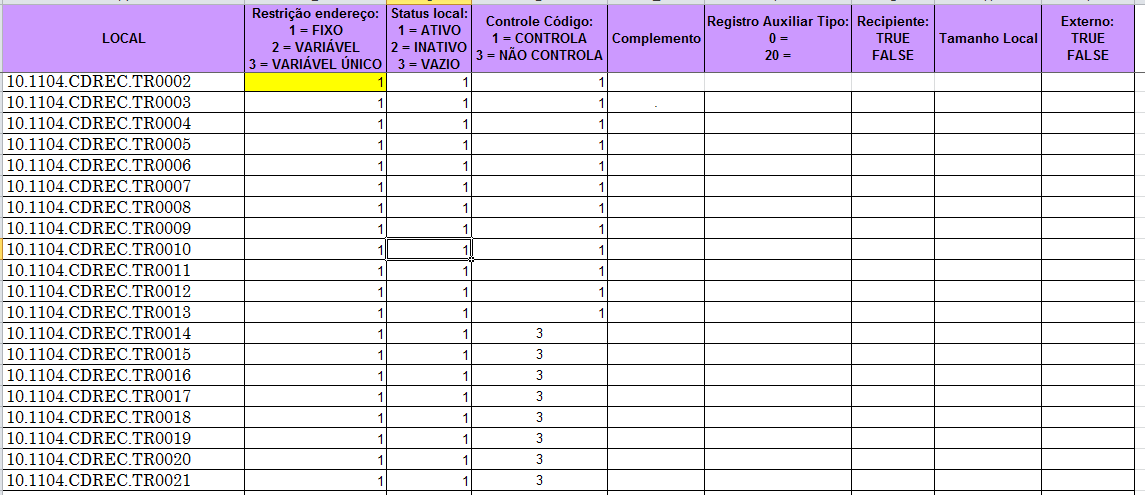 LOCAL Restrição endereço: 1 = FIXO 2 = VARIÁVEL 3 = VARIÁVEL ÚNICO Status local: 1 = ATIVO 2 = INATIVO 3 = VAZIO Controle Código: 1 = CONTROLA 3 = NÃO CONTROLA Complemento Registro Auxiliar Tipo: 0 = 20 = Recipiente: TRUE FALSE Tamanho Local Externo: TRUE FALSE
10.1104.CDREC.TR0002 1 1 1
10.1104.CDREC.TR0003 1 1 1
10.1104.CDREC.TR0004 1 1 1
10.1104.CDREC.TR0005 1 1 1
10.1104.CDREC.TR0006 1 1 1
10.1104.CDREC.TR0007 1 1 1
10.1104.CDREC.TR0008 1 1 1
10.1104.CDREC.TR0009 1 1 1
10.1104.CDREC.TR0010 1 1 1
10.1104.CDREC.TR0011 1 1 1
10.1104.CDREC.TR0012 1 1 1
10.1104.CDREC.TR0013 1 1 1
10.1104.CDREC.TR0014 1 1 3
10.1104.CDREC.TR0015 1 1 3
10.1104.CDREC.TR0016 1 1 3
10.1104.CDREC.TR0017 1 1 3
10.1104.CDREC.TR0018 1 1 3
10.1104.CDREC.TR0019 1 1 3
10.1104.CDREC.TR0020 1 1 3
10.1104.CDREC.TR0021 1 1 3